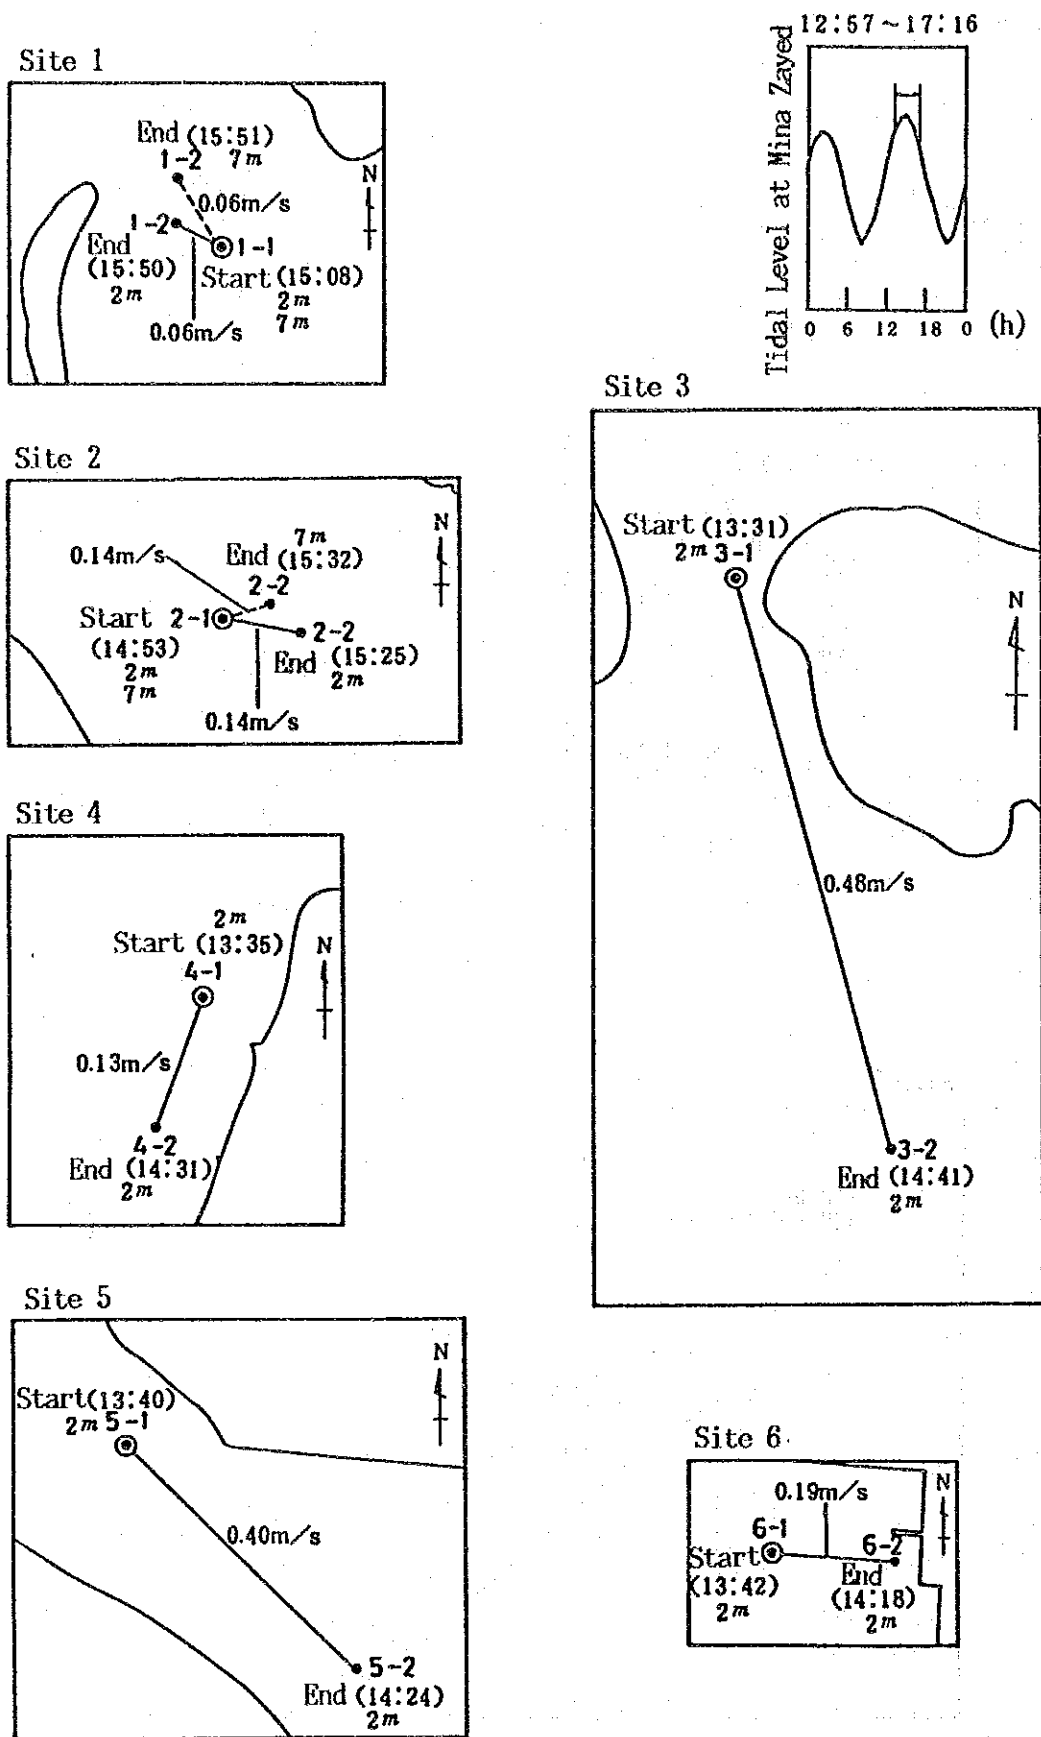 12:57～17:16
Tidal Level at Mina Zayed
0 6 12 18 0 (h)
Site 1
End (15:51)
1-2 7m
N
0.06m/s
1-2
1-1
End
(15:50)
2m
Start (15:08)
2m
7m
0.06m/s
Site 2
N
7m
0.14m/s
End (15:32)
2-2
Start 2-1
2-2
(14:53)
2m
7m
End (15:25)
2m
0.14m/s
Site 3
Start (13:31)
2m 3-1
N
0.48m/s
3-2
End (14:41)
2m
Site 4
2m
Start (13:35)
4-1
N
0.13m/s
4-2
End (14:31)
2m
Site 5
N
Start (13:40)
2m 5-1
0.40m/s
5-2
End (14:24)
2m
Site 6
N
0.19m/s
6-1
6-2
Start
(13:42)
2m
End
(14:18)
2m